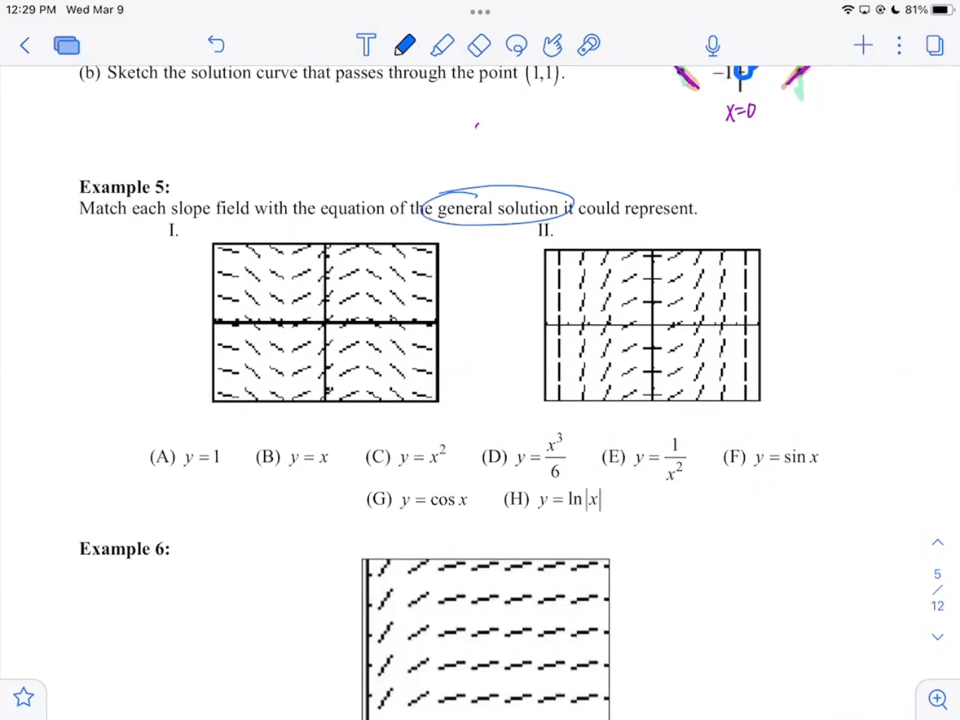 12:29 PM Wed Mar 9
81%
T
(b) Sketch the solution curve that passes through the point (1,1).
−1
x=0
Example 5:
Match each slope field with the equation of the general solution it could represent.
I. II.
(A) y = 1 (B) y = x (C) y = x² (D) y = x³/6 (E) y = 1/x² (F) y = sin x
(G) y = cos x (H) y = ln|x|
Example 6:
5
/
12